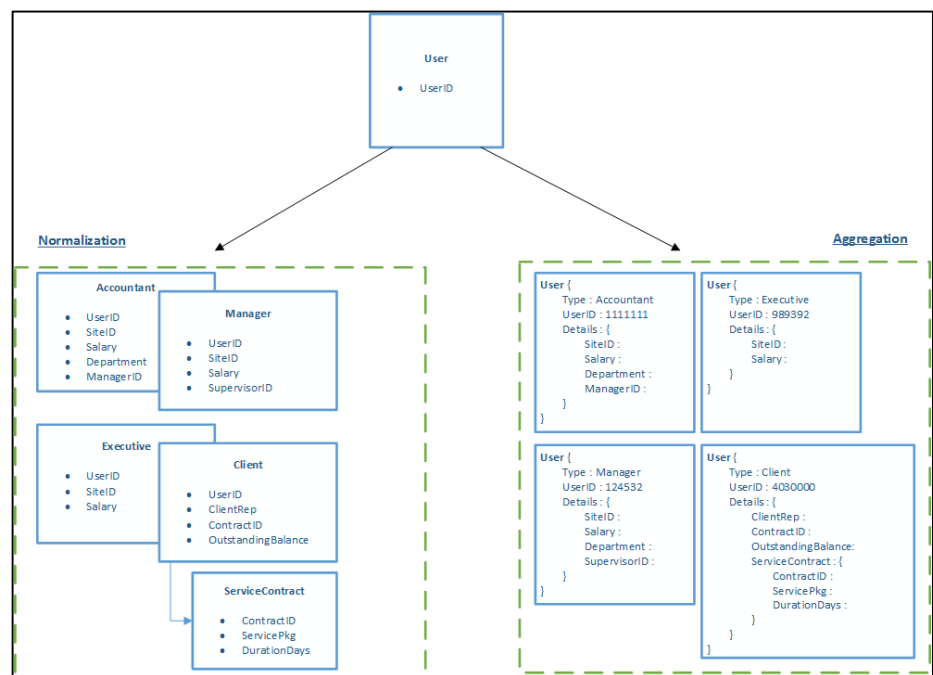 User
• UserID
Normalization
Aggregation
Accountant
• UserID
• SiteID
• Salary
• Department
• ManagerID
Manager
• UserID
• SiteID
• Salary
• SupervisorID
Executive
• UserID
• SiteID
• Salary
Client
• UserID
• ClientRep
• ContractID
• OutstandingBalance
ServiceContract
• ContractID
• ServicePkg
• DurationDays
User {
Type : Accountant
UserID : 1111111
Details : {
SiteID :
Salary :
Department :
ManagerID :
}
}
User {
Type : Executive
UserID : 989392
Details : {
SiteID :
Salary :
}
}
User {
Type : Manager
UserID : 124532
Details : {
SiteID :
Salary :
Department :
SupervisorID :
}
}
User {
Type : Client
UserID : 4030000
Details : {
ClientRep :
ContractID :
OutstandingBalance:
ServiceContract : {
ContractID :
ServicePkg :
DurationDays :
}
}
}